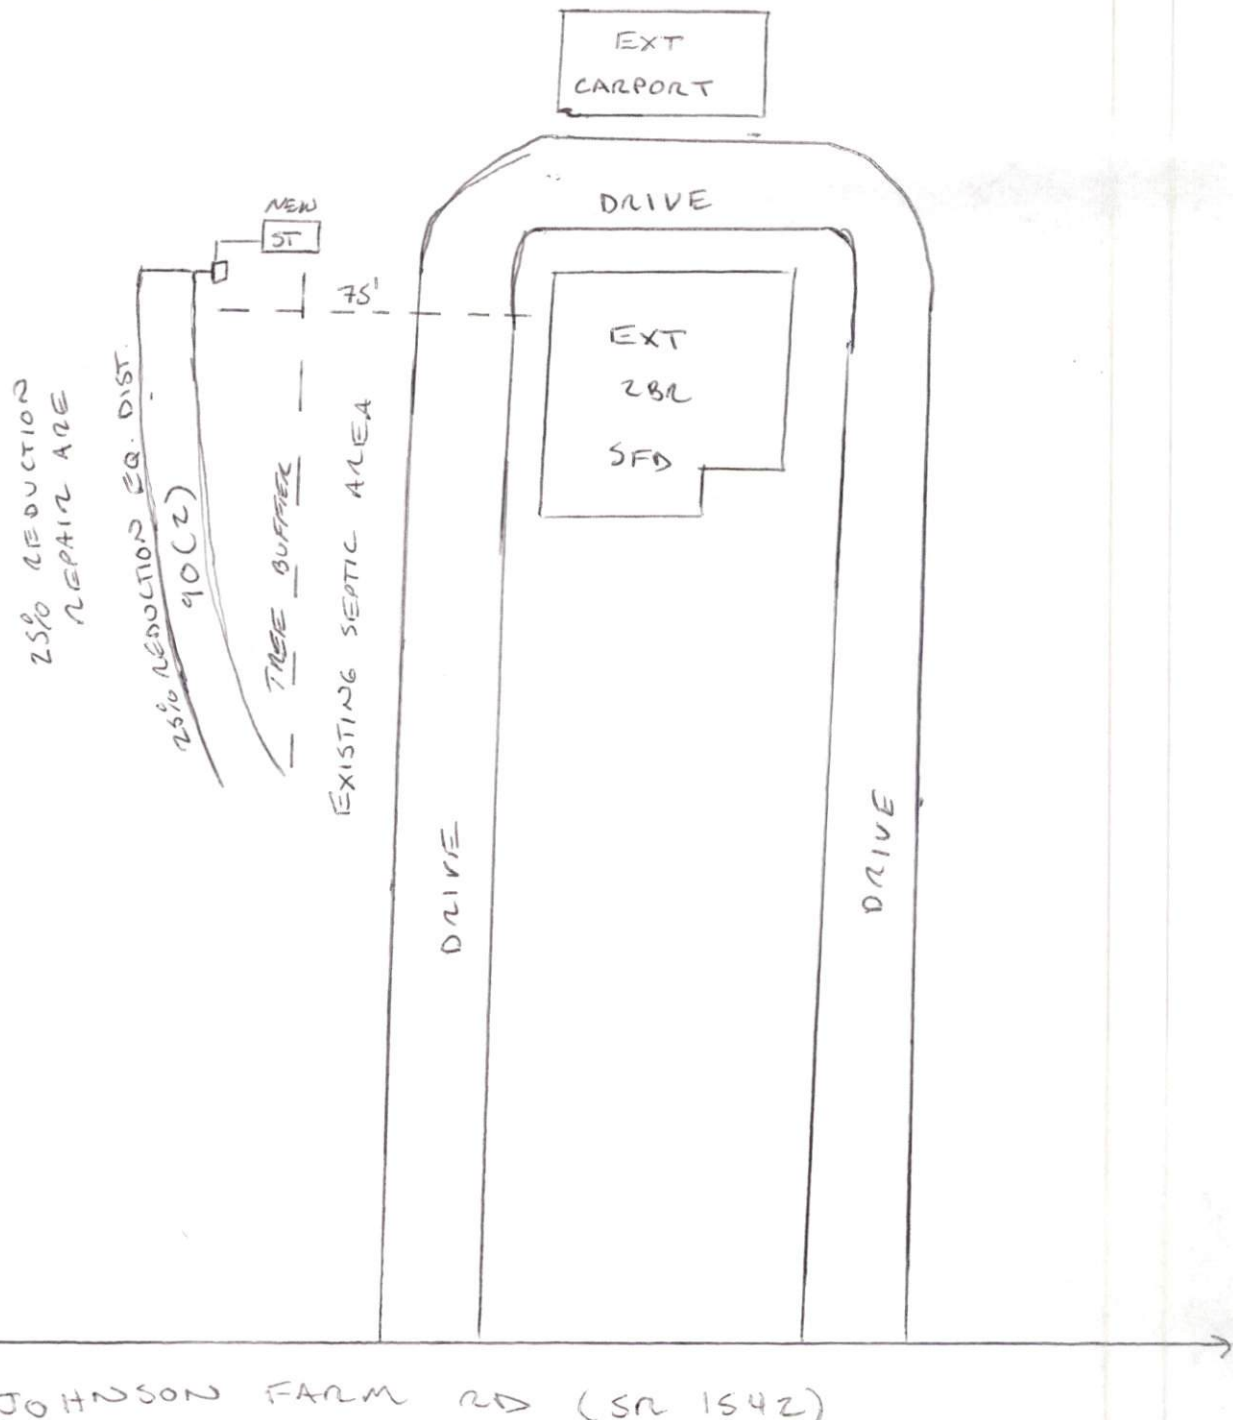 EXT
CARPORT
DRIVE
NEW
ST
75'
EXT
2BR
SFD
25% REDUCTION
REPAIR ARE
25% REDUCTION EQ. DIST.
90(2)
TREE BUFFER
EXISTING SEPTIC AREA
DRIVE
DRIVE
JOHNSON FARM RD (SR 1542)